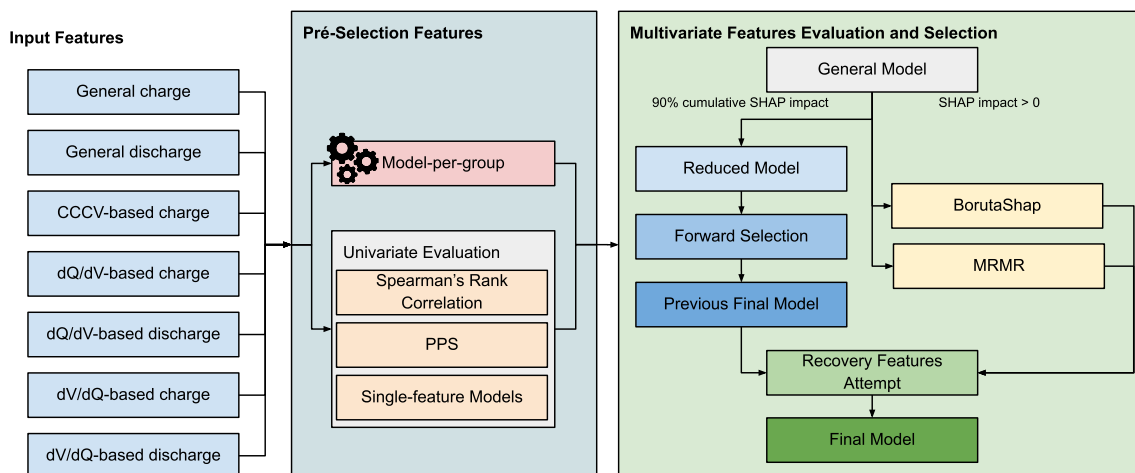 Input Features
General charge
General discharge
CCCV-based charge
dQ/dV-based charge
dQ/dV-based discharge
dV/dQ-based charge
dV/dQ-based discharge
Pré-Selection Features
Model-per-group
Univariate Evaluation
Spearman's Rank
Correlation
PPS
Single-feature Models
Multivariate Features Evaluation and Selection
General Model
90% cumulative SHAP impact
SHAP impact > 0
Reduced Model
Forward Selection
Previous Final Model
BorutaShap
MRMR
Recovery Features
Attempt
Final Model